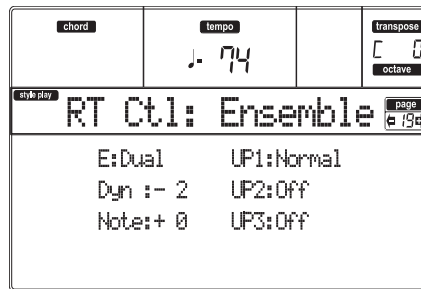 chord
tempo
transpose
♩- 74
C 0
octave
style play
RT Ctl: Ensemble
page
19
E:Dual UP1:Normal
Dyn :- 2 UP2:Off
Note:+ 0 UP3:Off